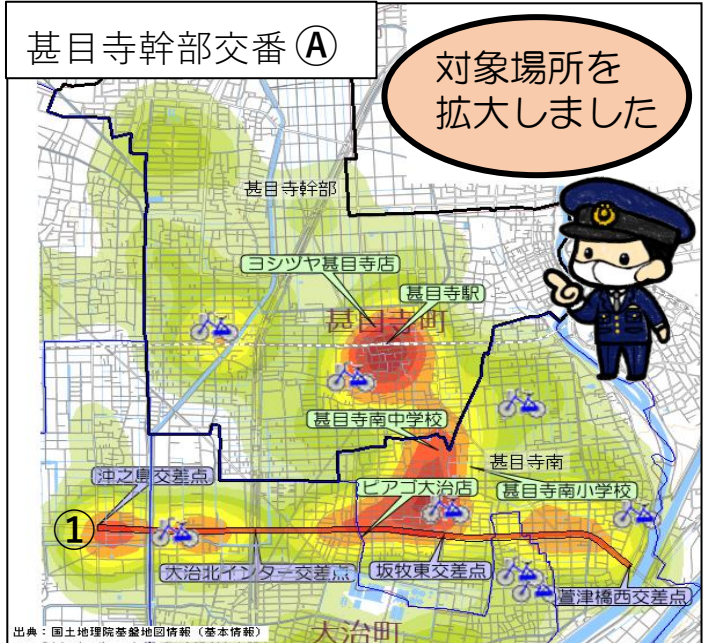 甚目寺幹部交番Ⓐ
対象場所を
拡大しました
甚目寺幹部
ヨシツヤ甚目寺店
甚目寺駅
甚目寺町
甚目寺南中学校
甚目寺南
沖之島交差点
ピアゴ大治店
甚目寺南小学校
①
大治北インター交差点
坂牧東交差点
萱津橋西交差点
大治町
出典：国土地理院基盤地図情報（基本情報）